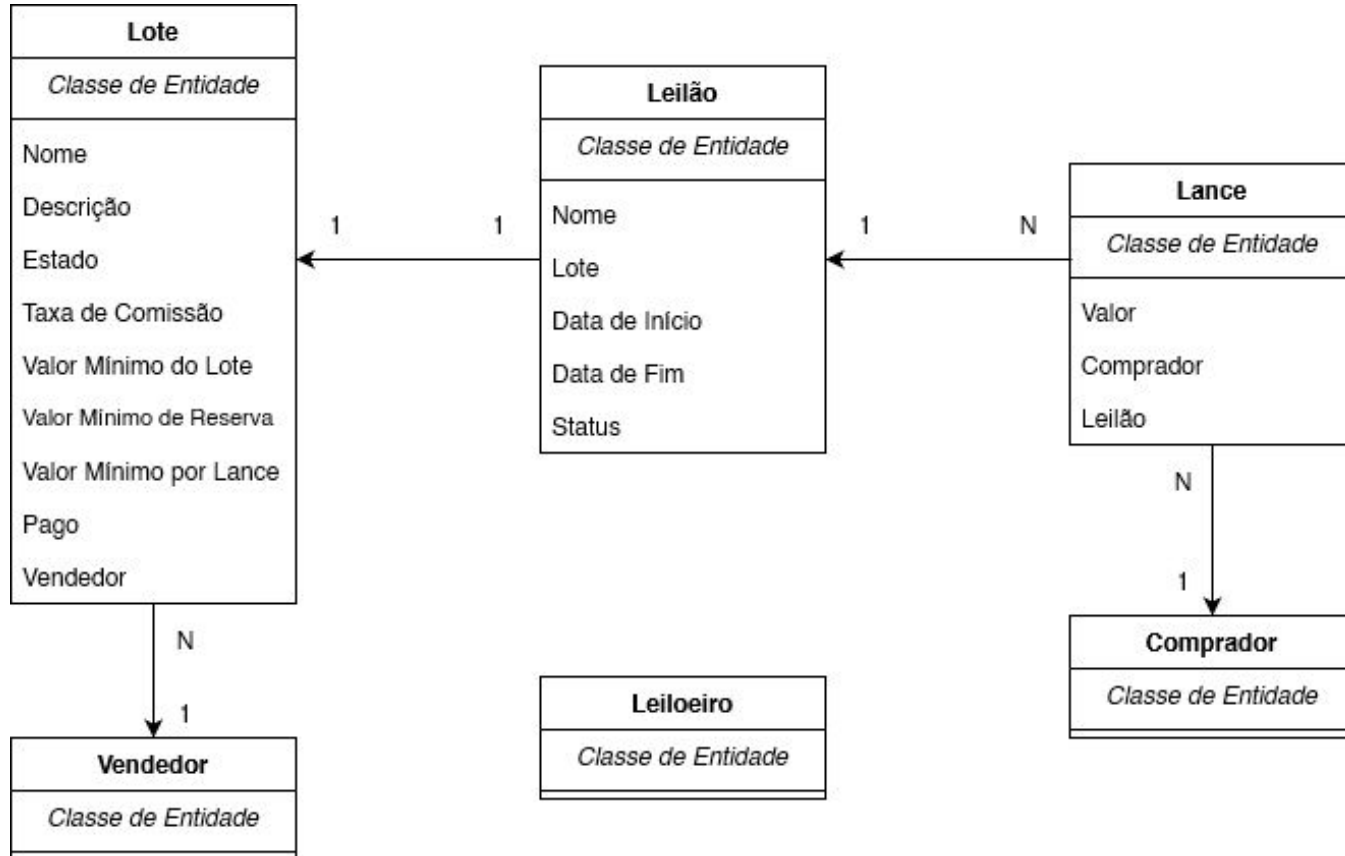 Lote
Classe de Entidade
Nome
Descrição
Estado
Taxa de Comissão
Valor Mínimo do Lote
Valor Mínimo de Reserva
Valor Mínimo por Lance
Pago
Vendedor
1
1
Leilão
Classe de Entidade
Nome
Lote
Data de Início
Data de Fim
Status
1
N
Lance
Classe de Entidade
Valor
Comprador
Leilão
N
1
Vendedor
Classe de Entidade
Leiloeiro
Classe de Entidade
N
1
Comprador
Classe de Entidade